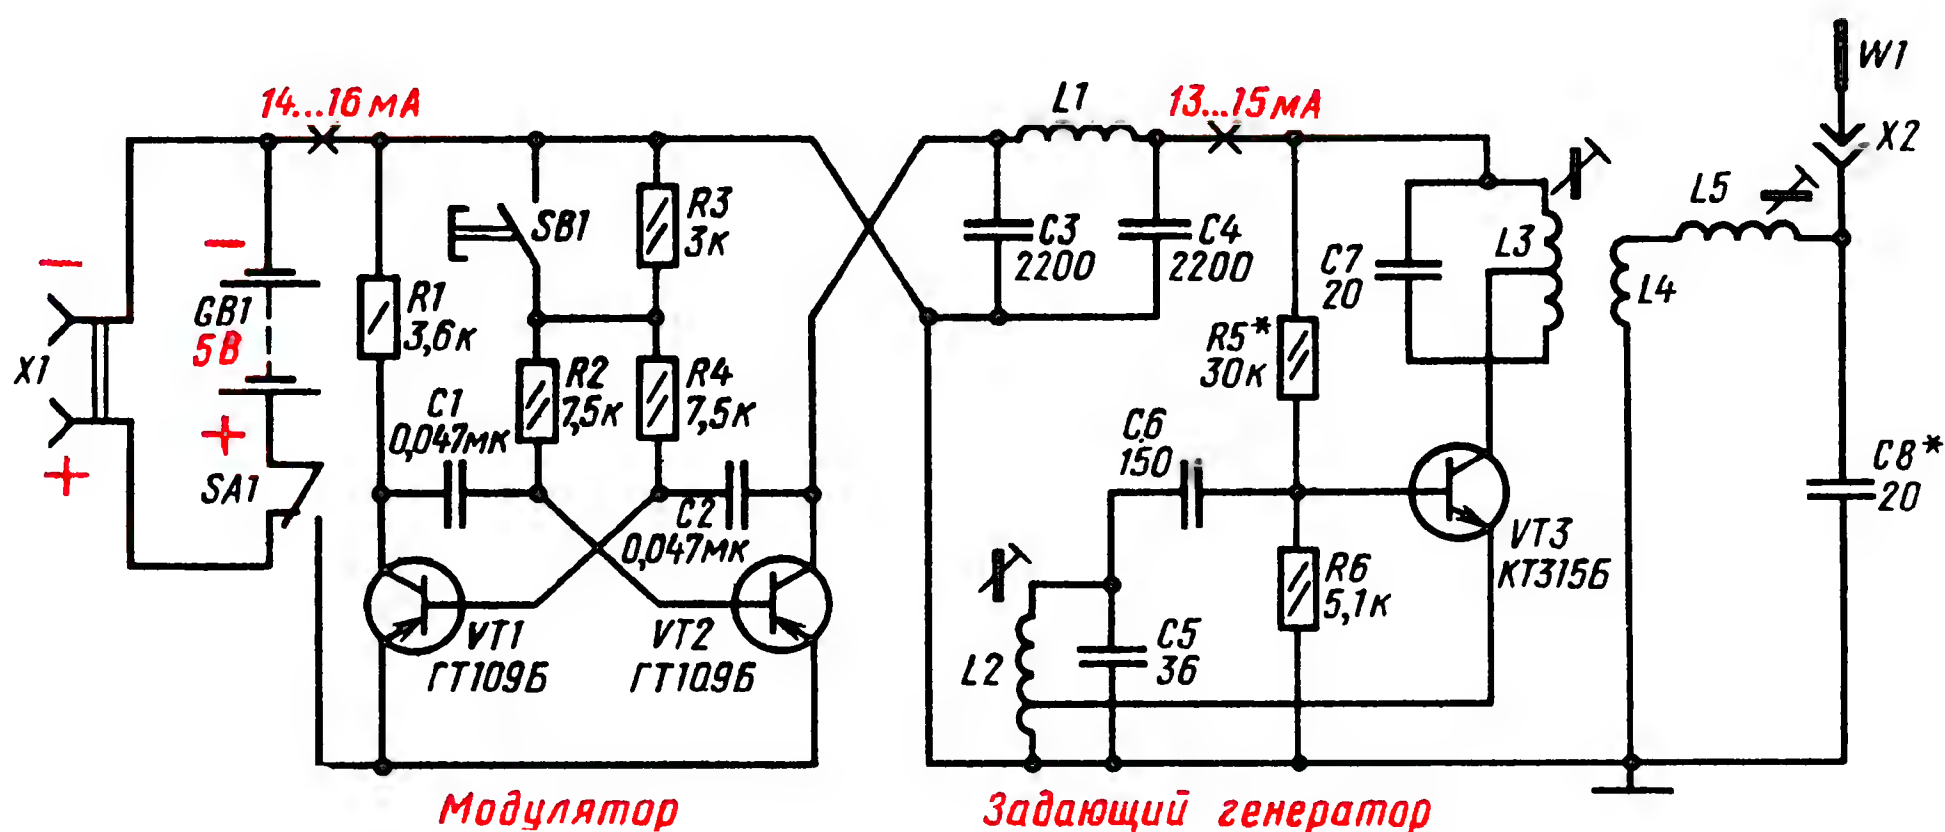 W1
14...16 мА
L1
13...15 мА
X2
L5
R3
3к
SB1
C3
2200
C4
2200
L3
C7
20
L4
−
−
GB1
5В
R1
3,6к
R5*
30к
X1
R2
7,5к
R4
7,5к
C1
0,047мк
+
+
SA1
C6
150
C8*
20
C2
0,047мк
VT3
КТ315Б
R6
5,1к
VT1
ГТ109Б
VT2
ГТ109Б
L2
C5
36
Модулятор
Задающий генератор